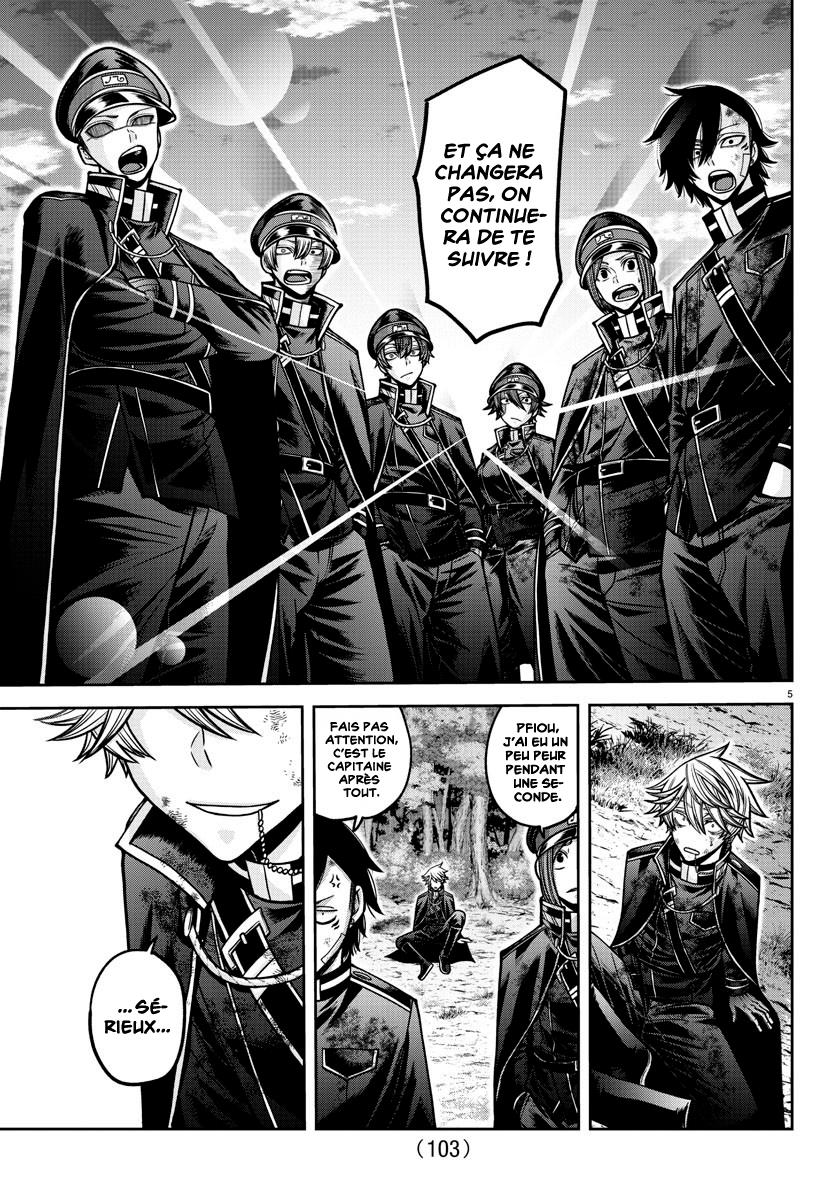 ET ÇA NE
CHANGERA
PAS, ON
CONTINUE-
RA DE TE
SUIVRE !
5
PFIOU,
J'AI EU UN
PEU PEUR
PENDANT
UNE SE-
CONDE.
FAIS PAS
ATTENTION,
C'EST LE
CAPITAINE
APRÈS
TOUT.
...SÉ-
RIEUX...
(103)